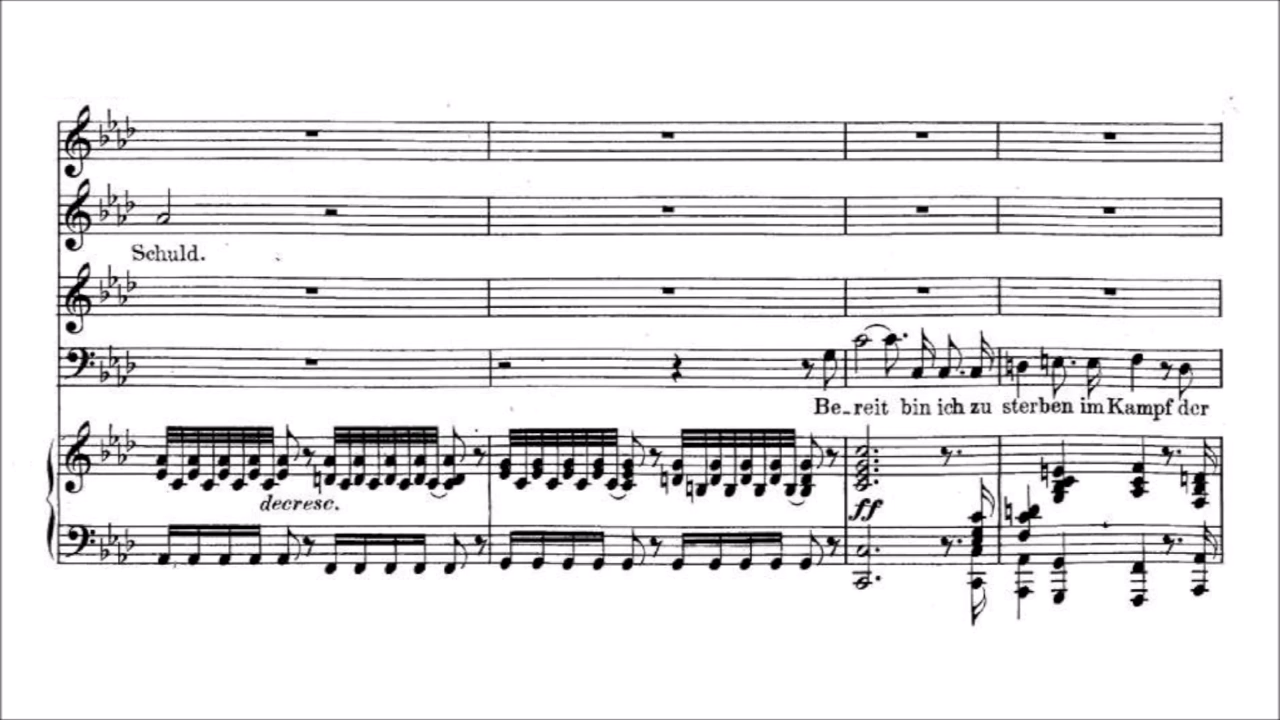 Schuld.
Be-reit bin ich zu sterben im Kampf der
decresc.
ff